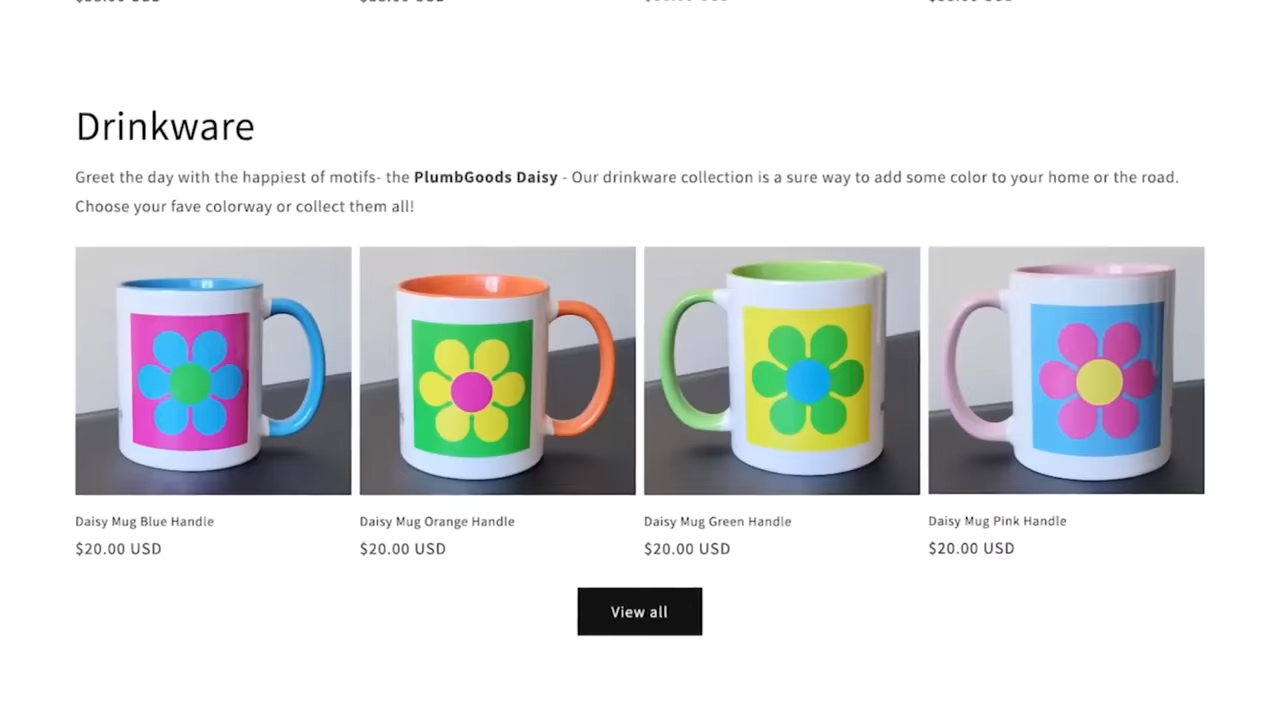 Drinkware
Greet the day with the happiest of motifs- the PlumbGoods Daisy - Our drinkware collection is a sure way to add some color to your home or the road.
Choose your fave colorway or collect them all!
Daisy Mug Blue Handle
Daisy Mug Orange Handle
Daisy Mug Green Handle
Daisy Mug Pink Handle
$20.00 USD
$20.00 USD
$20.00 USD
$20.00 USD
View all